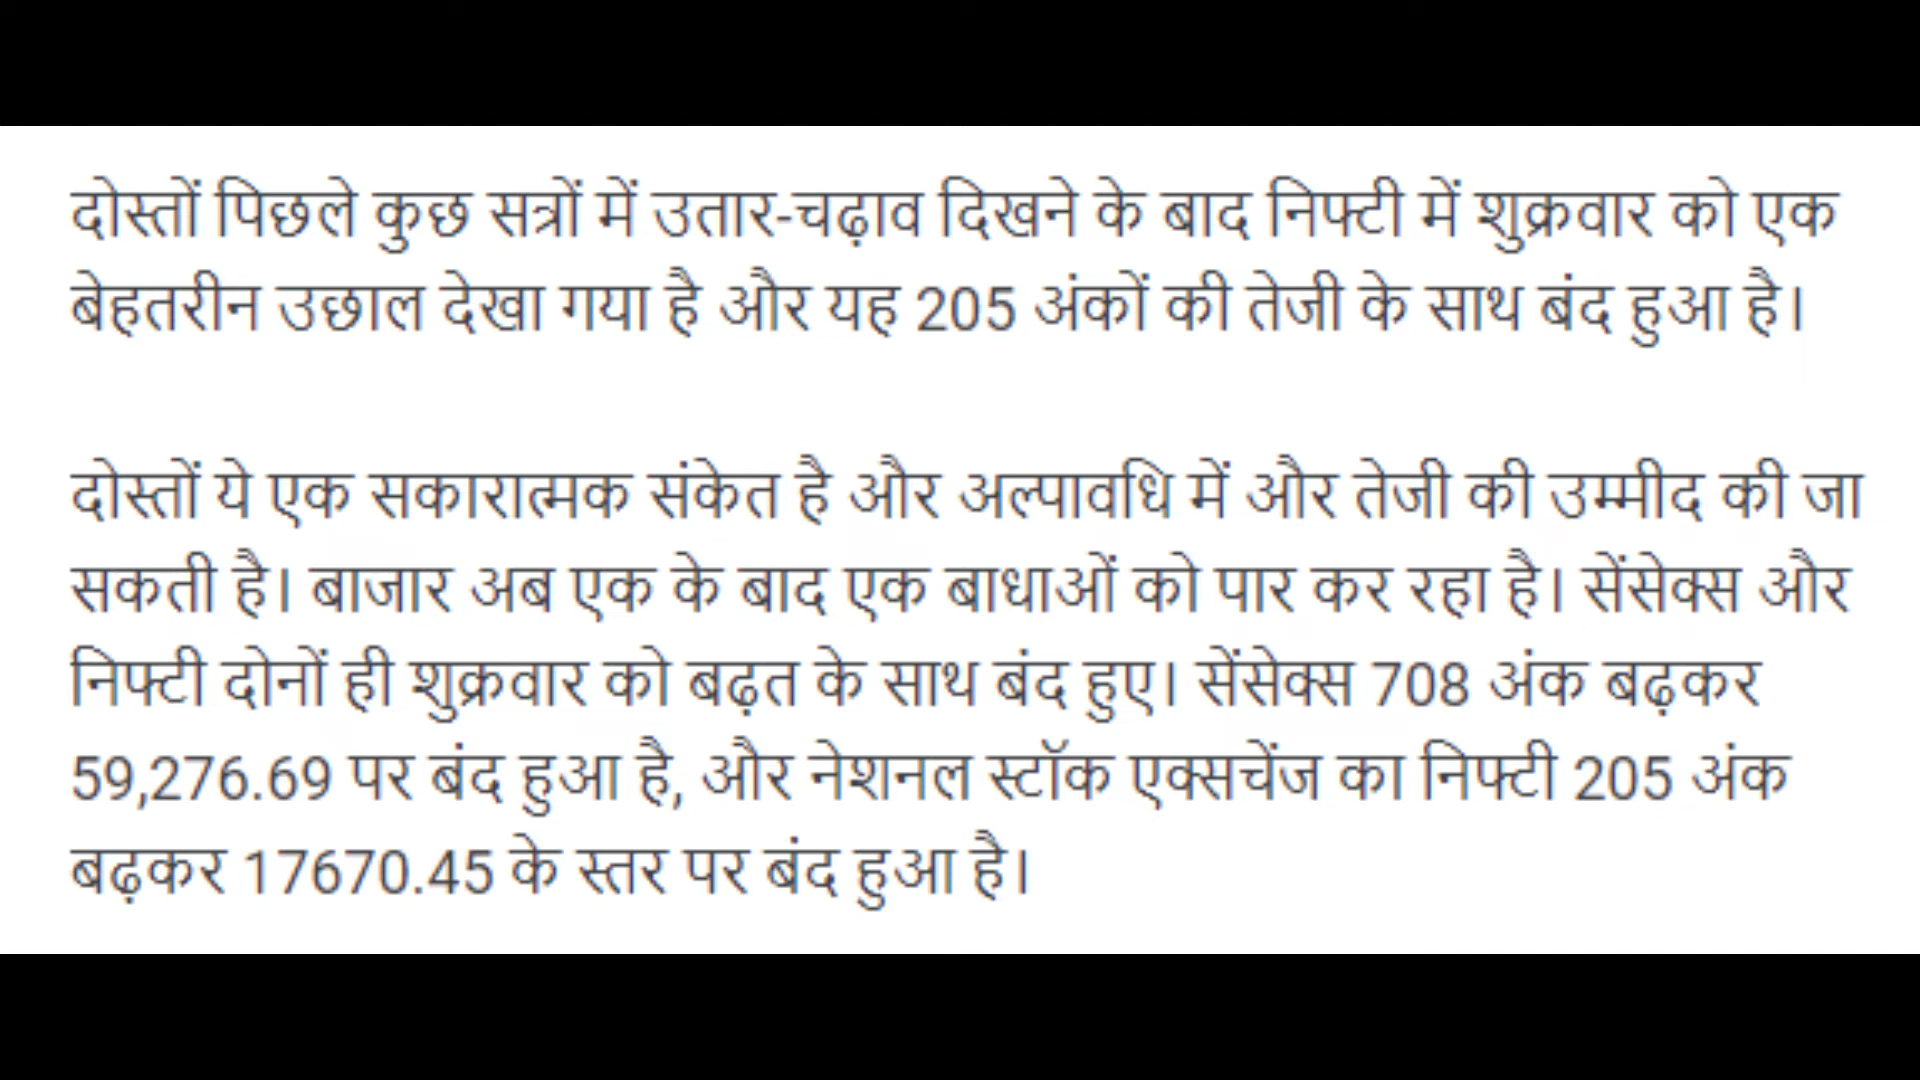 दोस्तों पिछले कुछ सत्रों में उतार-चढ़ाव दिखने के बाद निफ्टी में शुक्रवार को एक
बेहतरीन उछाल देखा गया है और यह 205 अंकों की तेजी के साथ बंद हुआ है।
दोस्तों ये एक सकारात्मक संकेत है और अल्पावधि में और तेजी की उम्मीद की जा
सकती है। बाजार अब एक के बाद एक बाधाओं को पार कर रहा है। सेंसेक्स और
निफ्टी दोनों ही शुक्रवार को बढ़त के साथ बंद हुए। सेंसेक्स 708 अंक बढ़कर
59,276.69 पर बंद हुआ है, और नेशनल स्टॉक एक्सचेंज का निफ्टी 205 अंक
बढ़कर 17670.45 के स्तर पर बंद हुआ है।